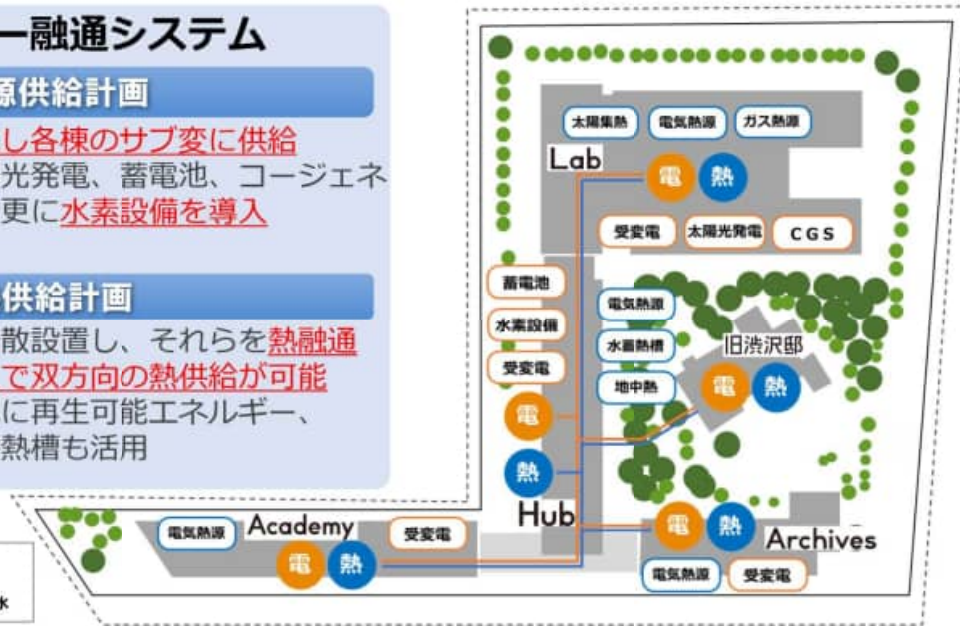 ー融通システム
源供給計画
し各棟のサブ変に供給
光発電、蓄電池、コージェネ
更に水素設備を導入
供給計画
散設置し、それらを熱融通
で双方向の熱供給が可能
に再生可能エネルギー、
熱槽も活用
水
太陽集熱 電気熱源 ガス熱源
Lab
電 熱
受変電 太陽光発電 CGS
蓄電池
水素設備
受変電
電
熱
Hub
電気熱源
水蓄熱槽
地中熱
旧渋沢邸
電 熱
電気熱源 Academy 受変電
電 熱
電 熱 Archives
電気熱源 受変電